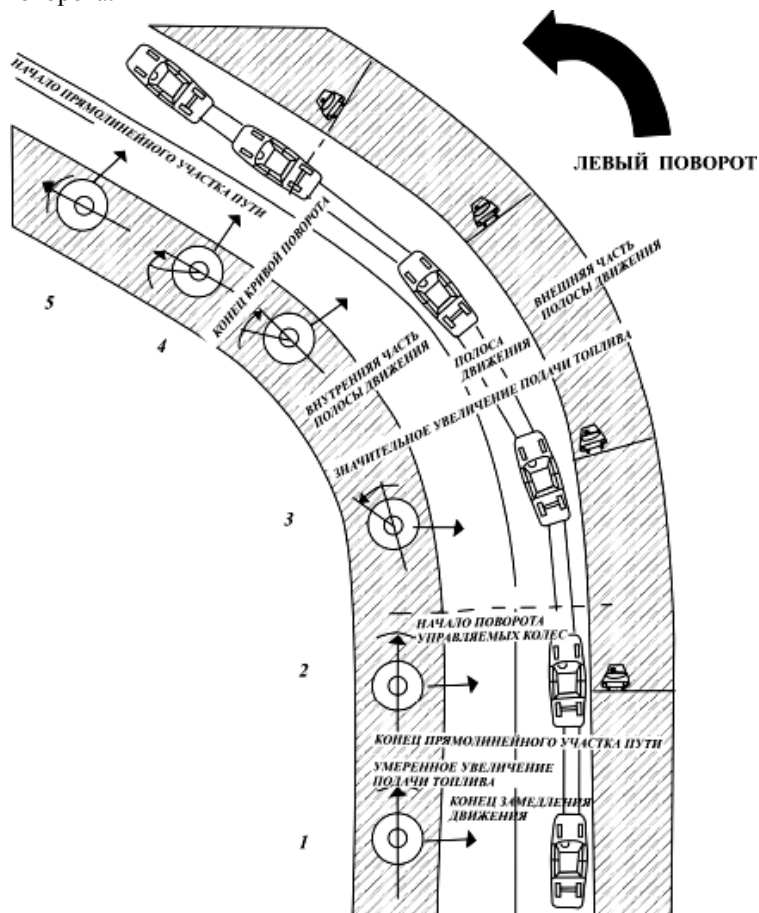 ЛЕВЫЙ ПОВОРОТ
НАЧАЛО ПРЯМОЛИНЕЙНОГО УЧАСТКА ПУТИ
5
4
КОНЕЦ КРИВОЙ ПОВОРОТА
ВНЕШНЯЯ ЧАСТЬ
ПОЛОСЫ ДВИЖЕНИЯ
ВНУТРЕННЯЯ ЧАСТЬ
ПОЛОСЫ ДВИЖЕНИЯ
ПОЛОСА
ДВИЖЕНИЯ
ЗНАЧИТЕЛЬНОЕ УВЕЛИЧЕНИЕ ПОДАЧИ ТОПЛИВА
3
НАЧАЛО ПОВОРОТА
УПРАВЛЯЕМЫХ КОЛЕС
2
КОНЕЦ ПРЯМОЛИНЕЙНОГО УЧАСТКА ПУТИ
УМЕРЕННОЕ УВЕЛИЧЕНИЕ
ПОДАЧИ ТОПЛИВА
КОНЕЦ ЗАМЕДЛЕНИЯ
ДВИЖЕНИЯ
1